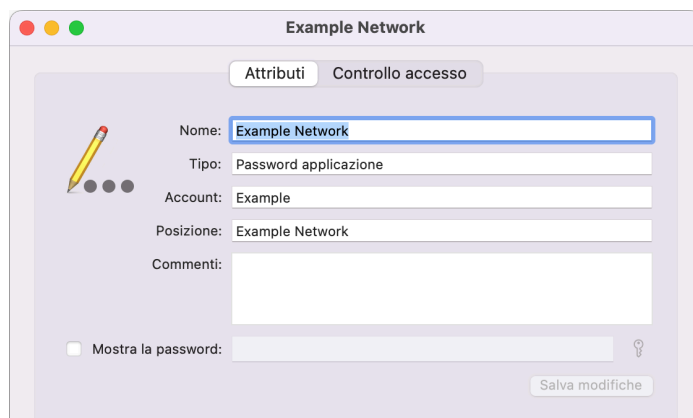 Example Network
Attributi Controllo accesso
Nome: Example Network
Tipo: Password applicazione
Account: Example
Posizione: Example Network
Commenti:
Mostra la password:
Salva modifiche